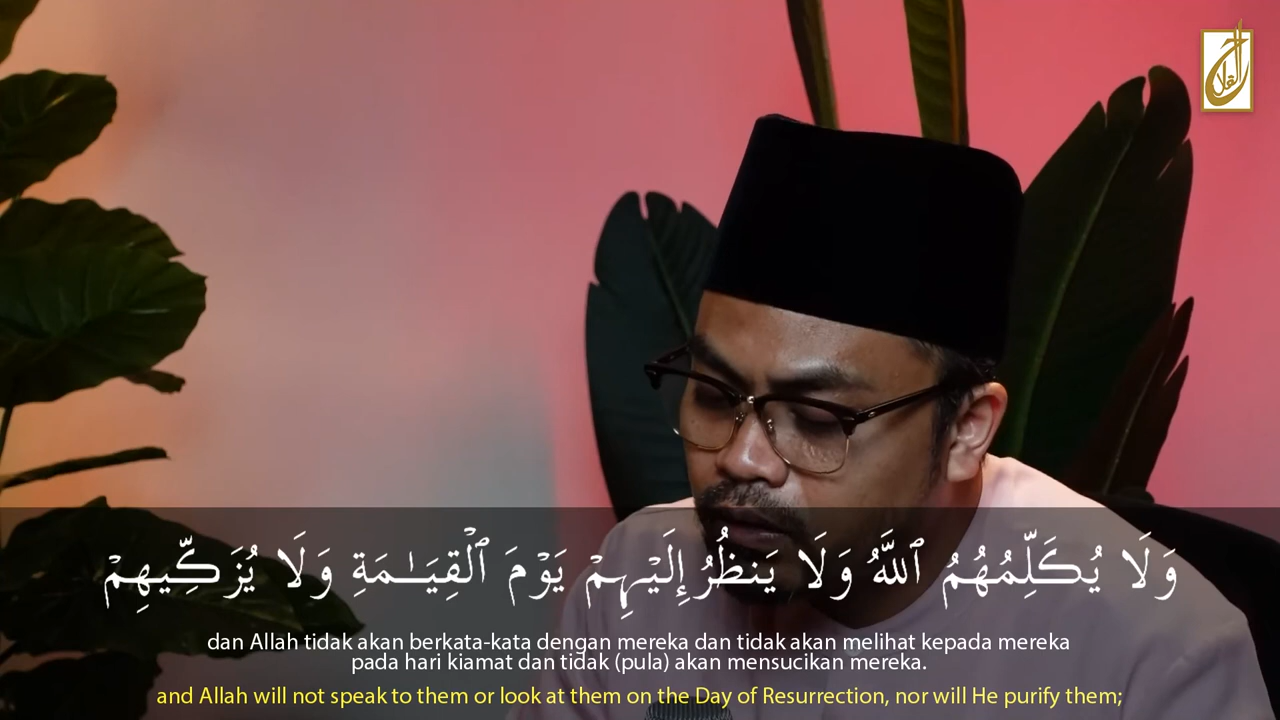 الفلاح
وَلَا يُكَلِّمُهُمُ ٱللَّهُ وَلَا يَنظُرُ إِلَيْهِمْ يَوْمَ ٱلْقِيَـٰمَةِ وَلَا يُزَكِّيهِمْ
dan Allah tidak akan berkata-kata dengan mereka dan tidak akan melihat kepada mereka
pada hari kiamat dan tidak (pula) akan mensucikan mereka.
and Allah will not speak to them or look at them on the Day of Resurrection, nor will He purify them;